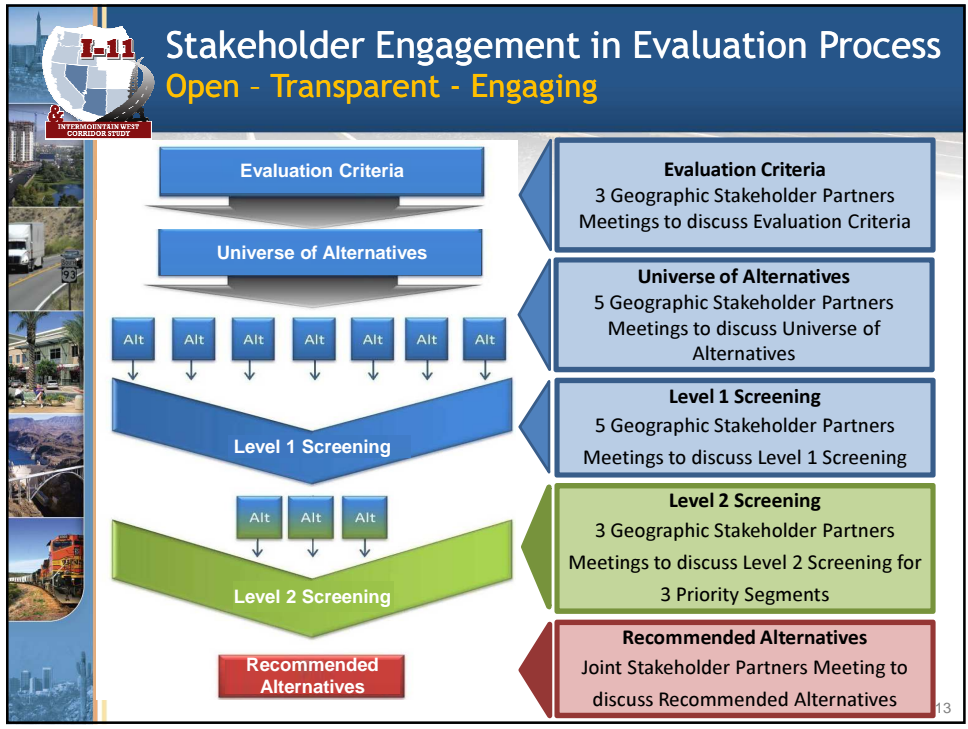 I-11
&
INTERMOUNTAIN WEST
CORRIDOR STUDY
Stakeholder Engagement in Evaluation Process
Open – Transparent - Engaging
Evaluation Criteria
Universe of Alternatives
Alt Alt Alt Alt Alt Alt Alt
Level 1 Screening
Alt Alt Alt
Level 2 Screening
Recommended
Alternatives
Evaluation Criteria
3 Geographic Stakeholder Partners
Meetings to discuss Evaluation Criteria
Universe of Alternatives
5 Geographic Stakeholder Partners
Meetings to discuss Universe of
Alternatives
Level 1 Screening
5 Geographic Stakeholder Partners
Meetings to discuss Level 1 Screening
Level 2 Screening
3 Geographic Stakeholder Partners
Meetings to discuss Level 2 Screening for
3 Priority Segments
Recommended Alternatives
Joint Stakeholder Partners Meeting to
discuss Recommended Alternatives
93
13